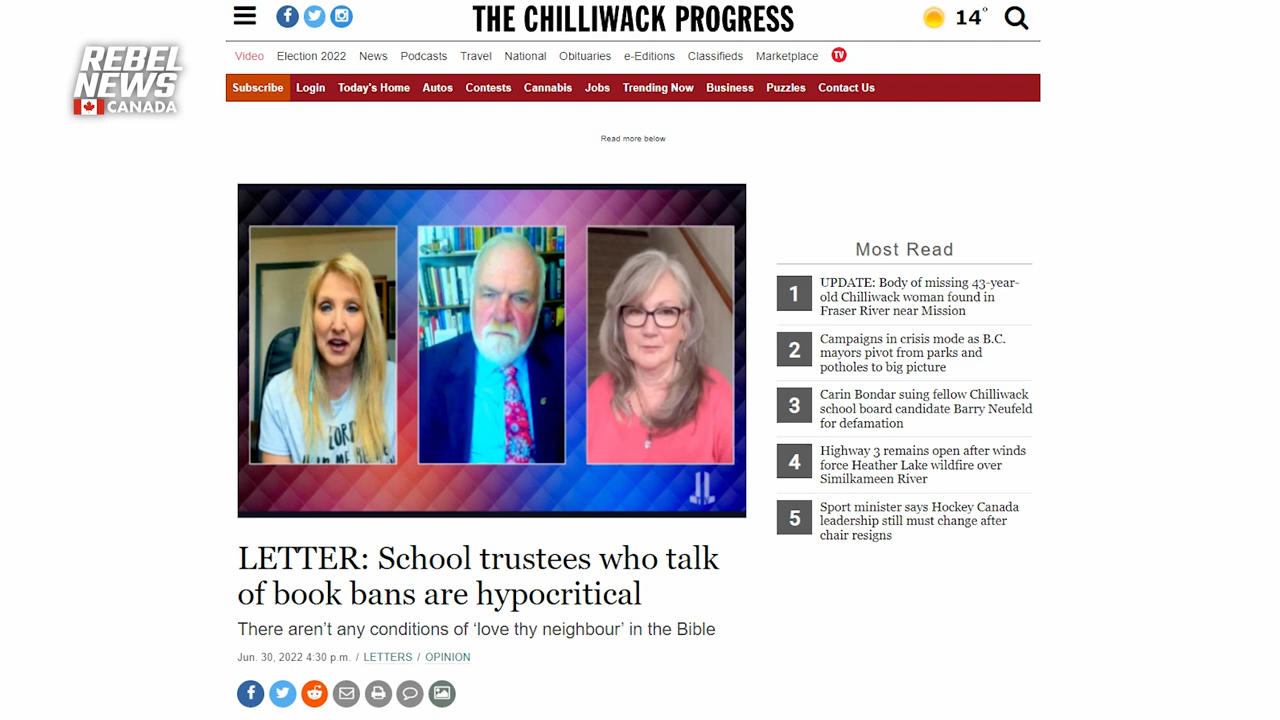 THE CHILLIWACK PROGRESS
14°
REBEL
NEWS
CANADA
Video Election 2022 News Podcasts Travel National Obituaries e-Editions Classifieds Marketplace TV
Subscribe Login Today's Home Autos Contests Cannabis Jobs Trending Now Business Puzzles Contact Us
Read more below
LORD
Most Read
1 UPDATE: Body of missing 43-year-
old Chilliwack woman found in
Fraser River near Mission
2 Campaigns in crisis mode as B.C.
mayors pivot from parks and
potholes to big picture
3 Carin Bondar suing fellow Chilliwack
school board candidate Barry Neufeld
for defamation
4 Highway 3 remains open after winds
force Heather Lake wildfire over
Similkameen River
5 Sport minister says Hockey Canada
leadership still must change after
chair resigns
LETTER: School trustees who talk
of book bans are hypocritical
There aren't any conditions of ‘love thy neighbour’ in the Bible
Jun. 30, 2022 4:30 p.m. / LETTERS / OPINION